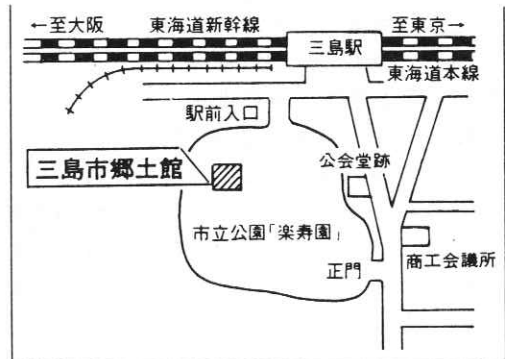 ←至大阪
東海道新幹線
三島駅
至東京→
東海道本線
駅前入口
公会堂跡
三島市郷土館
市立公園「楽寿園」
正門
商工会議所